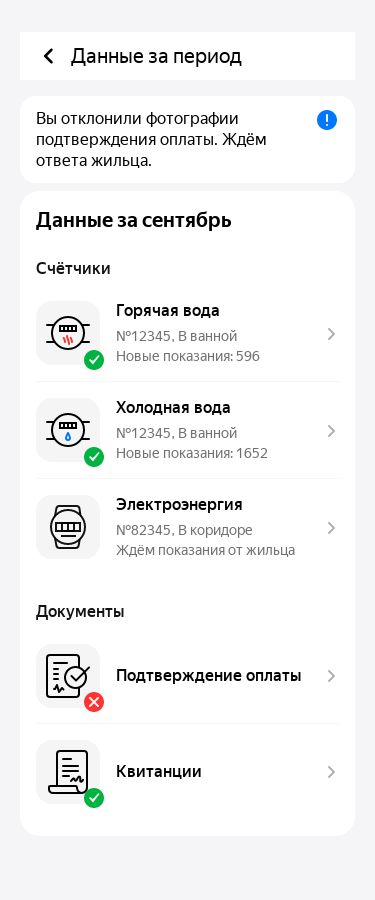 Данные за период
Вы отклонили фотографии
подтверждения оплаты. Ждём
ответа жильца.
Данные за сентябрь
Счётчики
Горячая вода
№12345, В ванной
Новые показания: 596
Холодная вода
№12345, В ванной
Новые показания: 1652
Электроэнергия
№82345, В коридоре
Ждём показания от жильца
Документы
Подтверждение оплаты
Квитанции